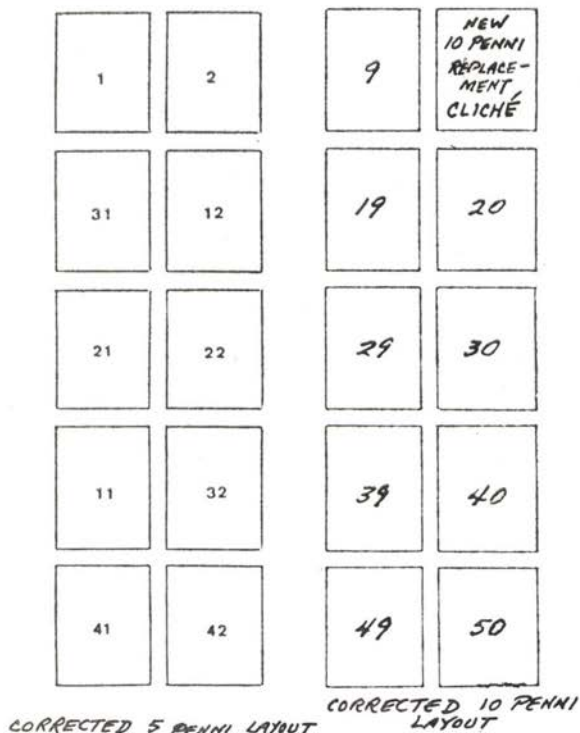 1
2
9
NEW
10 PENNI
REPLACE-
MENT
CLICHÉ
31
12
19
20
21
22
29
30
11
32
39
40
41
42
49
50
CORRECTED 5 PENNI LAYOUT
CORRECTED 10 PENNI
LAYOUT